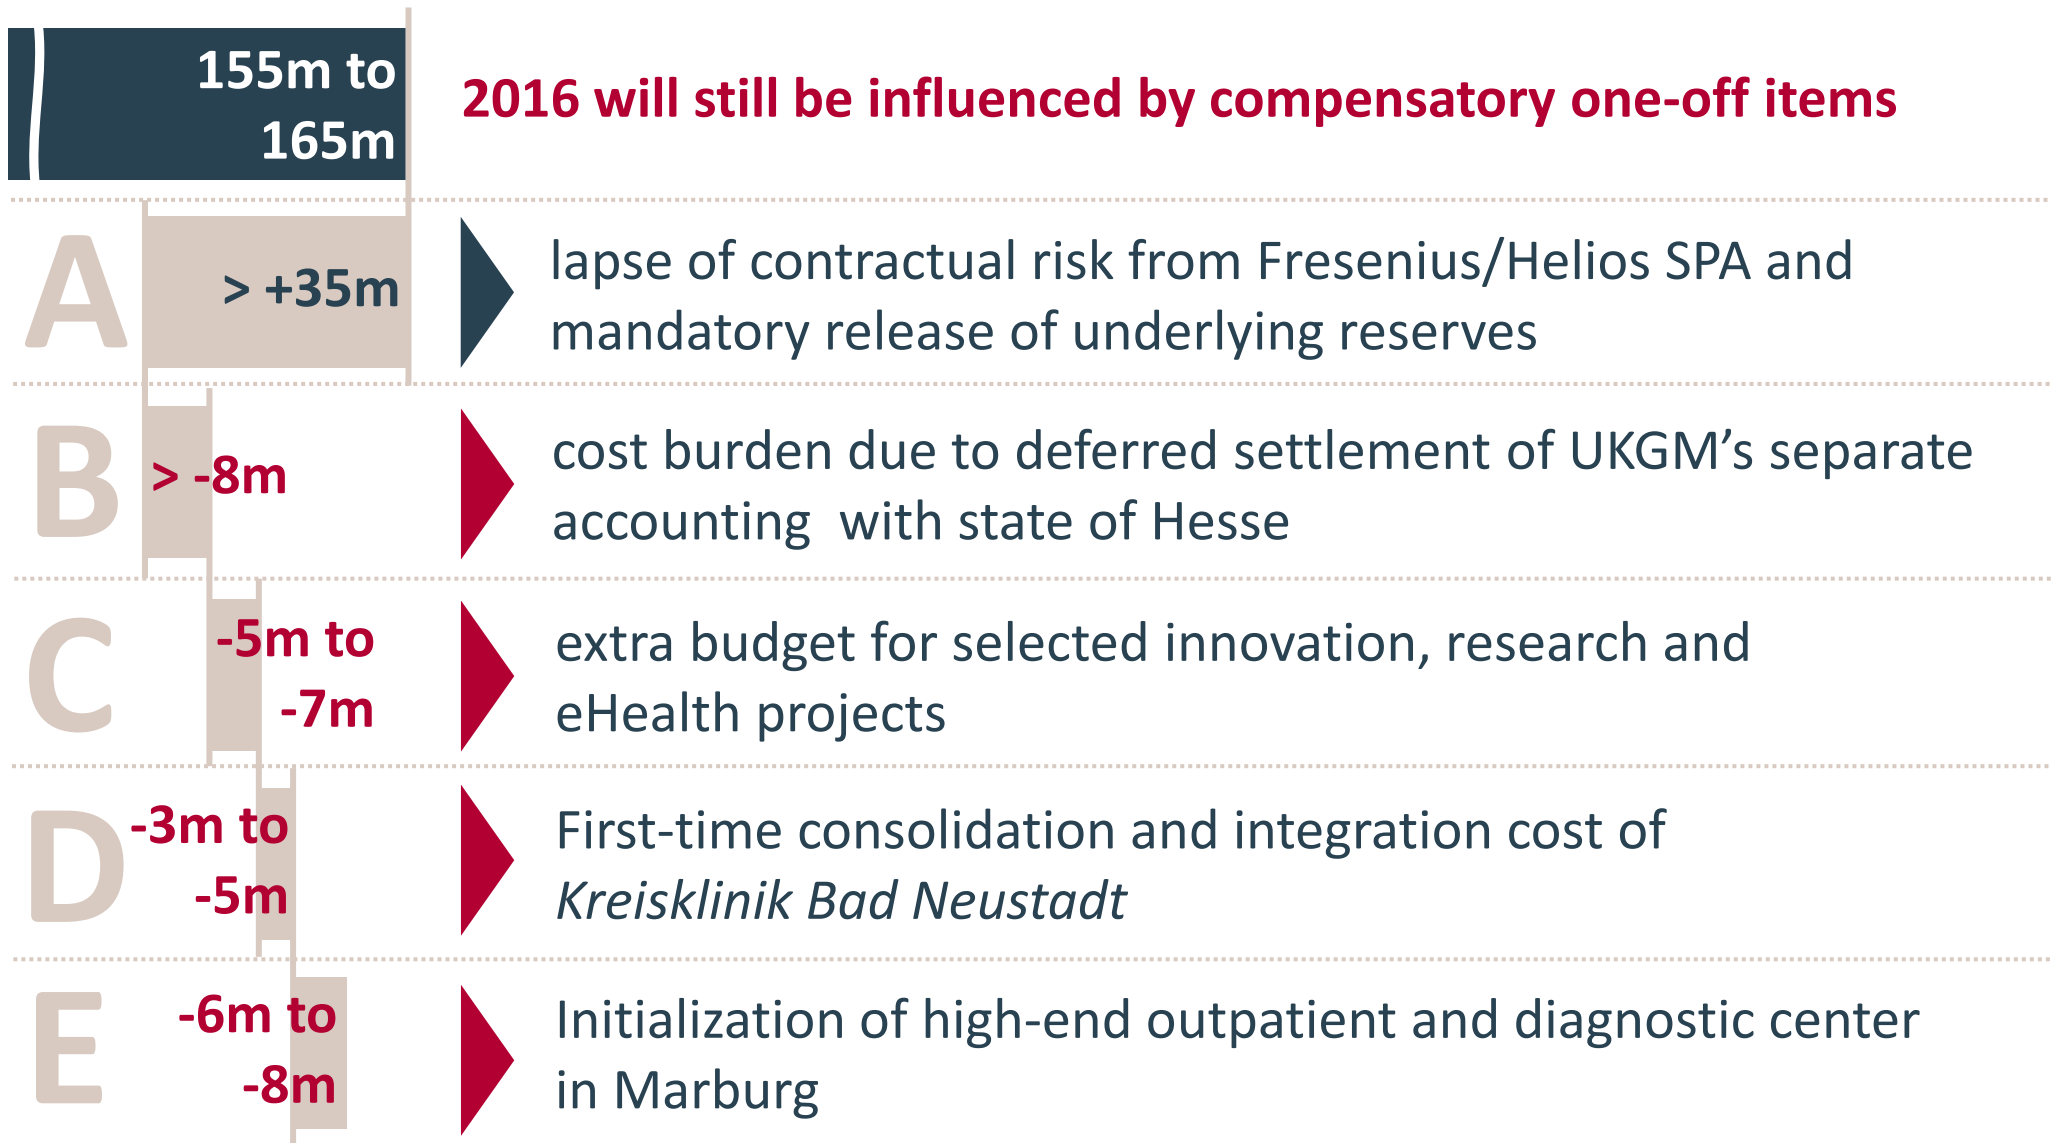 155m to
165m
2016 will still be influenced by compensatory one-off items
A
> +35m
lapse of contractual risk from Fresenius/Helios SPA and
mandatory release of underlying reserves
B
> -8m
cost burden due to deferred settlement of UKGM’s separate
accounting  with state of Hesse
C
-5m to
-7m
extra budget for selected innovation, research and
eHealth projects
D
-3m to
-5m
First-time consolidation and integration cost of
Kreisklinik Bad Neustadt
E
-6m to
-8m
Initialization of high-end outpatient and diagnostic center
in Marburg